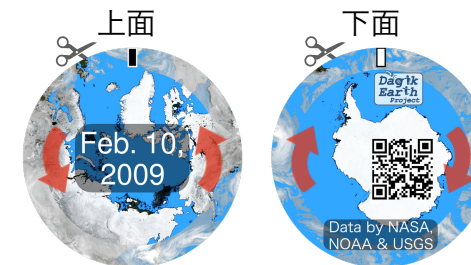 上面
下面
Feb. 10,
2009
Dagik
Earth
Project
Data by NASA,
NOAA & USGS